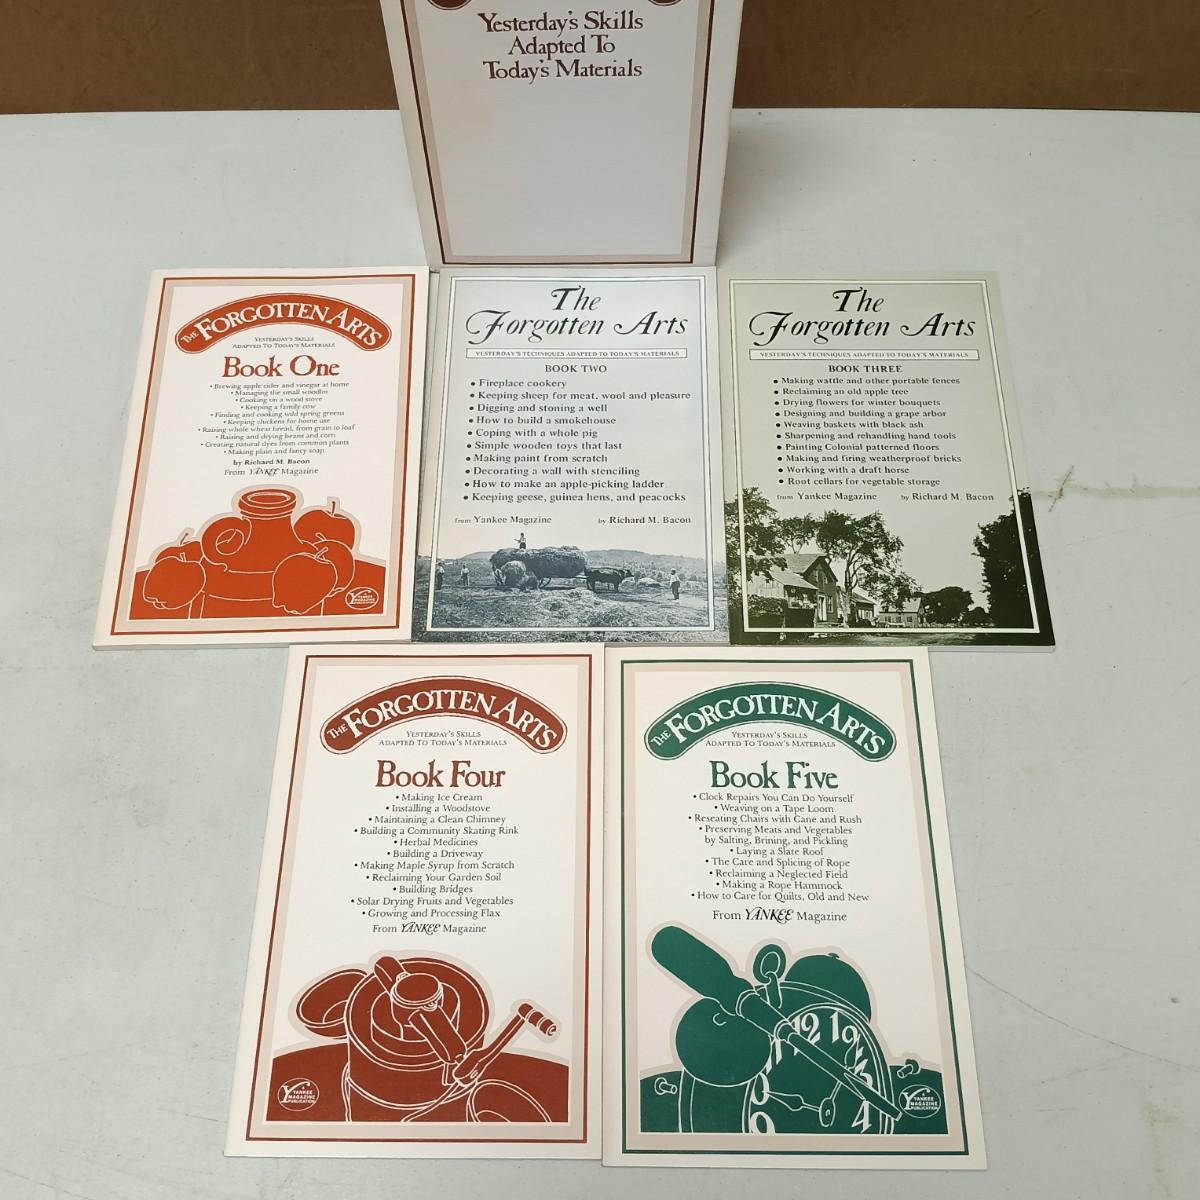 Yesterday's Skills
Adapted To
Today's Materials
THE FORGOTTEN ARTS
YESTERDAY'S SKILLS
ADAPTED TO TODAY'S MATERIALS
Book One
• Brewing apple cider and vinegar at home
• Managing the small woodlot
• Cooking on a wood stove
• Keeping a family cow
• Finding and cooking wild spring greens
• Keeping chickens for home use
• Raising whole wheat bread, from grain to loaf
• Raising and drying beans and corn
• Creating natural dyes from common plants
• Making plain and fancy soap
by Richard M. Bacon
From YANKEE Magazine
YANKEE
MAGAZINE
PUBLICATION
The
Forgotten Arts
YESTERDAY'S TECHNIQUES ADAPTED TO TODAY'S MATERIALS
BOOK TWO
• Fireplace cookery
• Keeping sheep for meat, wool and pleasure
• Digging and stoning a well
• How to build a smokehouse
• Coping with a whole pig
• Simple wooden toys that last
• Making paint from scratch
• Decorating a wall with stenciling
• How to make an apple-picking ladder
• Keeping geese, guinea hens, and peacocks
from Yankee Magazine by Richard M. Bacon
The
Forgotten Arts
YESTERDAY'S TECHNIQUES ADAPTED TO TODAY'S MATERIALS
BOOK THREE
• Making wattle and other portable fences
• Reclaiming an old apple tree
• Drying flowers for winter bouquets
• Designing and building a grape arbor
• Weaving baskets with black ash
• Sharpening and rehandling hand tools
• Painting Colonial patterned floors
• Making and firing weatherproof bricks
• Working with a draft horse
• Root cellars for vegetable storage
from Yankee Magazine by Richard M. Bacon
THE FORGOTTEN ARTS
YESTERDAY'S SKILLS
ADAPTED TO TODAY'S MATERIALS
Book Four
• Making Ice Cream
• Installing a Woodstove
• Maintaining a Clean Chimney
• Building a Community Skating Rink
• Herbal Medicines
• Building a Driveway
• Making Maple Syrup from Scratch
• Reclaiming Your Garden Soil
• Building Bridges
• Solar Drying Fruits and Vegetables
• Growing and Processing Flax
From YANKEE Magazine
YANKEE
MAGAZINE
PUBLICATION
THE FORGOTTEN ARTS
YESTERDAY'S SKILLS
ADAPTED TO TODAY'S MATERIALS
Book Five
• Clock Repairs You Can Do Yourself
• Weaving on a Tape Loom
• Reseating Chairs with Cane and Rush
• Preserving Meats and Vegetables
by Salting, Brining, and Pickling
• Laying a Slate Roof
• The Care and Splicing of Rope
• Reclaiming a Neglected Field
• Making a Rope Hammock
• How to Care for Quilts, Old and New
From YANKEE Magazine
12
4
YANKEE
MAGAZINE
PUBLICATION